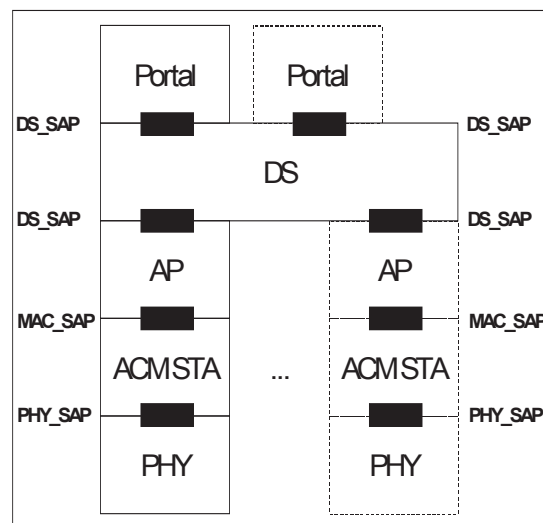 Portal Portal
DS_SAP DS_SAP
DS
DS_SAP DS_SAP
AP AP
MAC_SAP MAC_SAP
ACM STA ... ACM STA
PHY_SAP PHY_SAP
PHY PHY